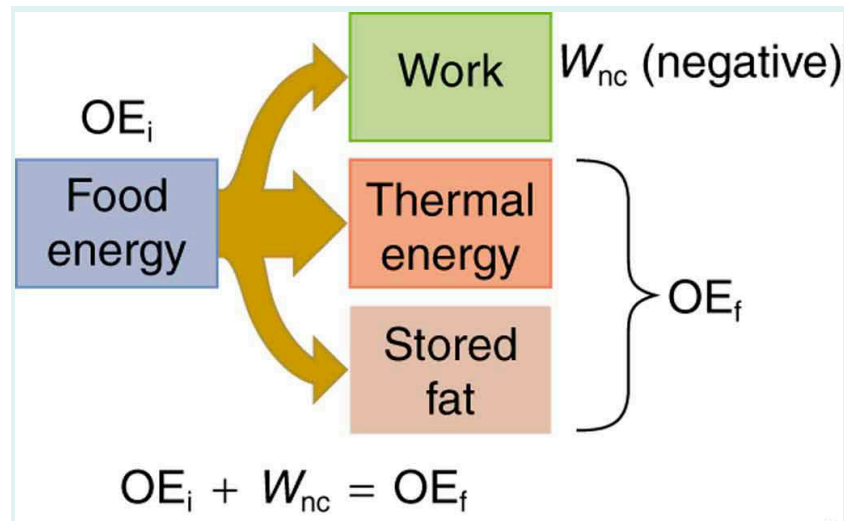 Work
W_nc (negative)
OE_i
Food
energy
Thermal
energy
OE_f
Stored
fat
OE_i + W_nc = OE_f